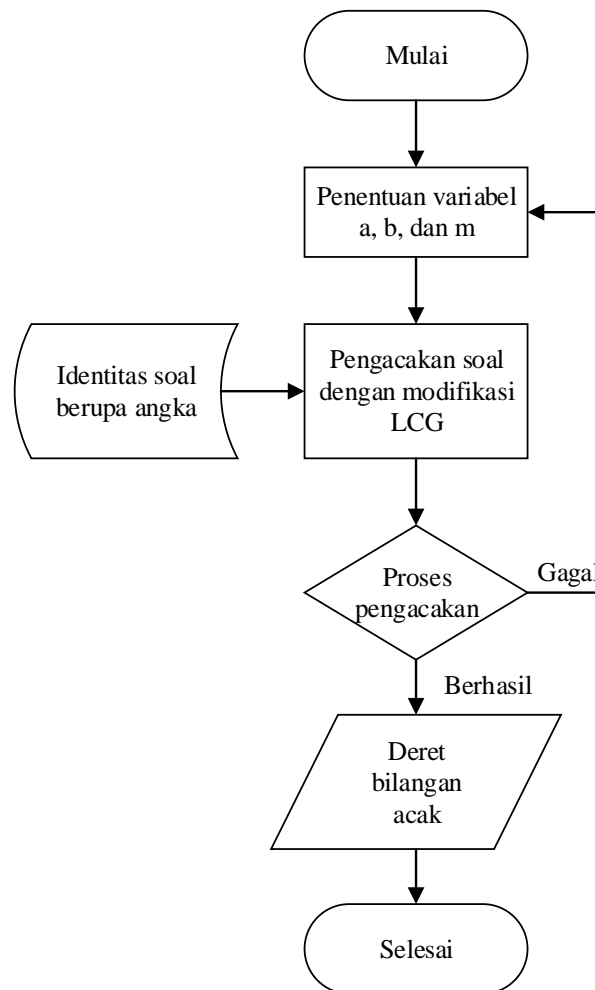 Mulai
Penentuan variabel
a, b, dan m
Identitas soal
berupa angka
Pengacakan soal
dengan modifikasi
LCG
Proses
pengacakan
Gagal
Berhasil
Deret
bilangan
acak
Selesai